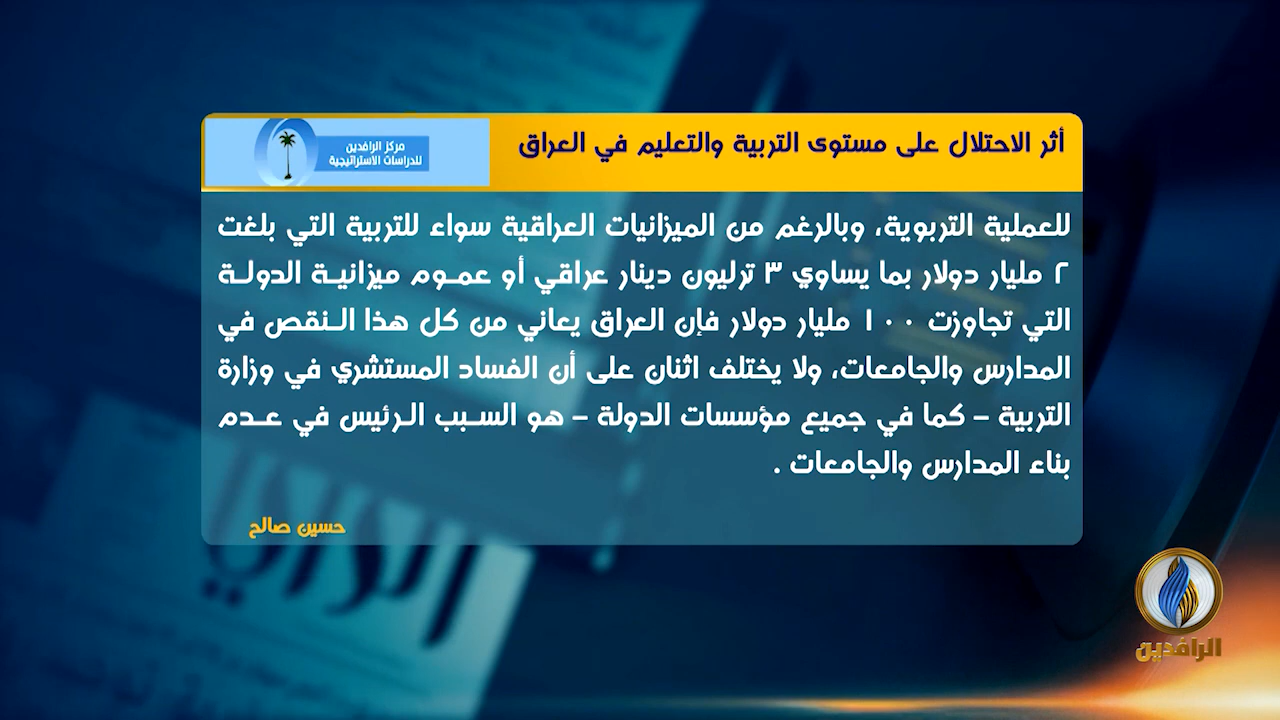 أثر الاحتلال على مستوى التربية والتعليم في العراق
مركز الرافدين
للدراسات الاستراتيجية
للعملية التربوية، وبالرغم من الميزانيات العراقية سواء للتربية التي بلغت
٢ مليار دولار بما يساوي ٣ ترليون دينار عراقي أو عموم ميزانية الدولة
التي تجاوزت ١٠٠ مليار دولار فإن العراق يعاني من كل هذا النقص في
المدارس والجامعات، ولا يختلف اثنان على أن الفساد المستشري في وزارة
التربية – كما في جميع مؤسسات الدولة – هو السبب الرئيس في عدم
بناء المدارس والجامعات .
حسين صالح
الرأي
الرافدين